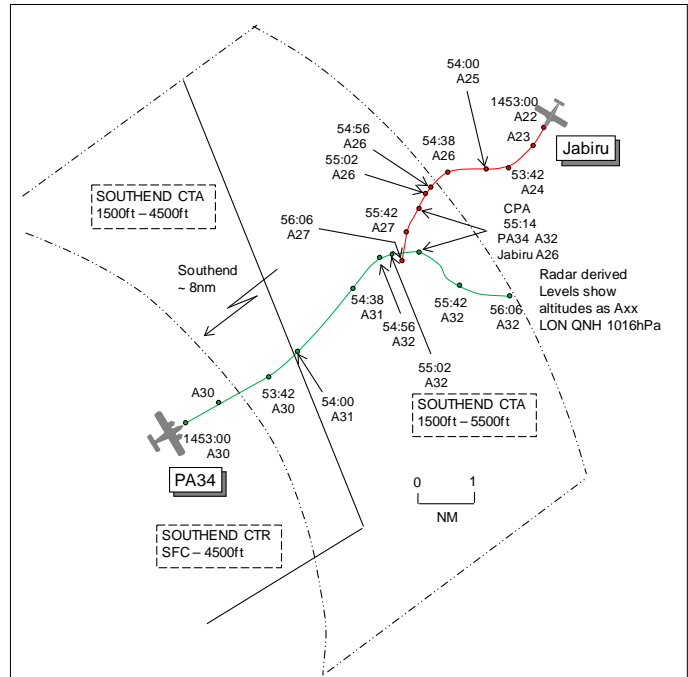 54:00
A25
1453:00
A22
A23
Jabiru
54:56
A26
54:38
A26
55:02
A26
53:42
A24
SOUTHEND CTA
1500ft – 4500ft
CPA
55:14
PA34 A32
Jabiru A26
56:06
A27
55:42
A27
Southend
~ 8nm
Radar derived
Levels show
altitudes as Axx
LON QNH 1016hPa
54:38
A31
55:42
A32
56:06
A32
54:56
A32
55:02
A32
A30
53:42
A30
54:00
A31
SOUTHEND CTA
1500ft – 5500ft
1453:00
A30
PA34
0 1
NM
SOUTHEND CTR
SFC – 4500ft